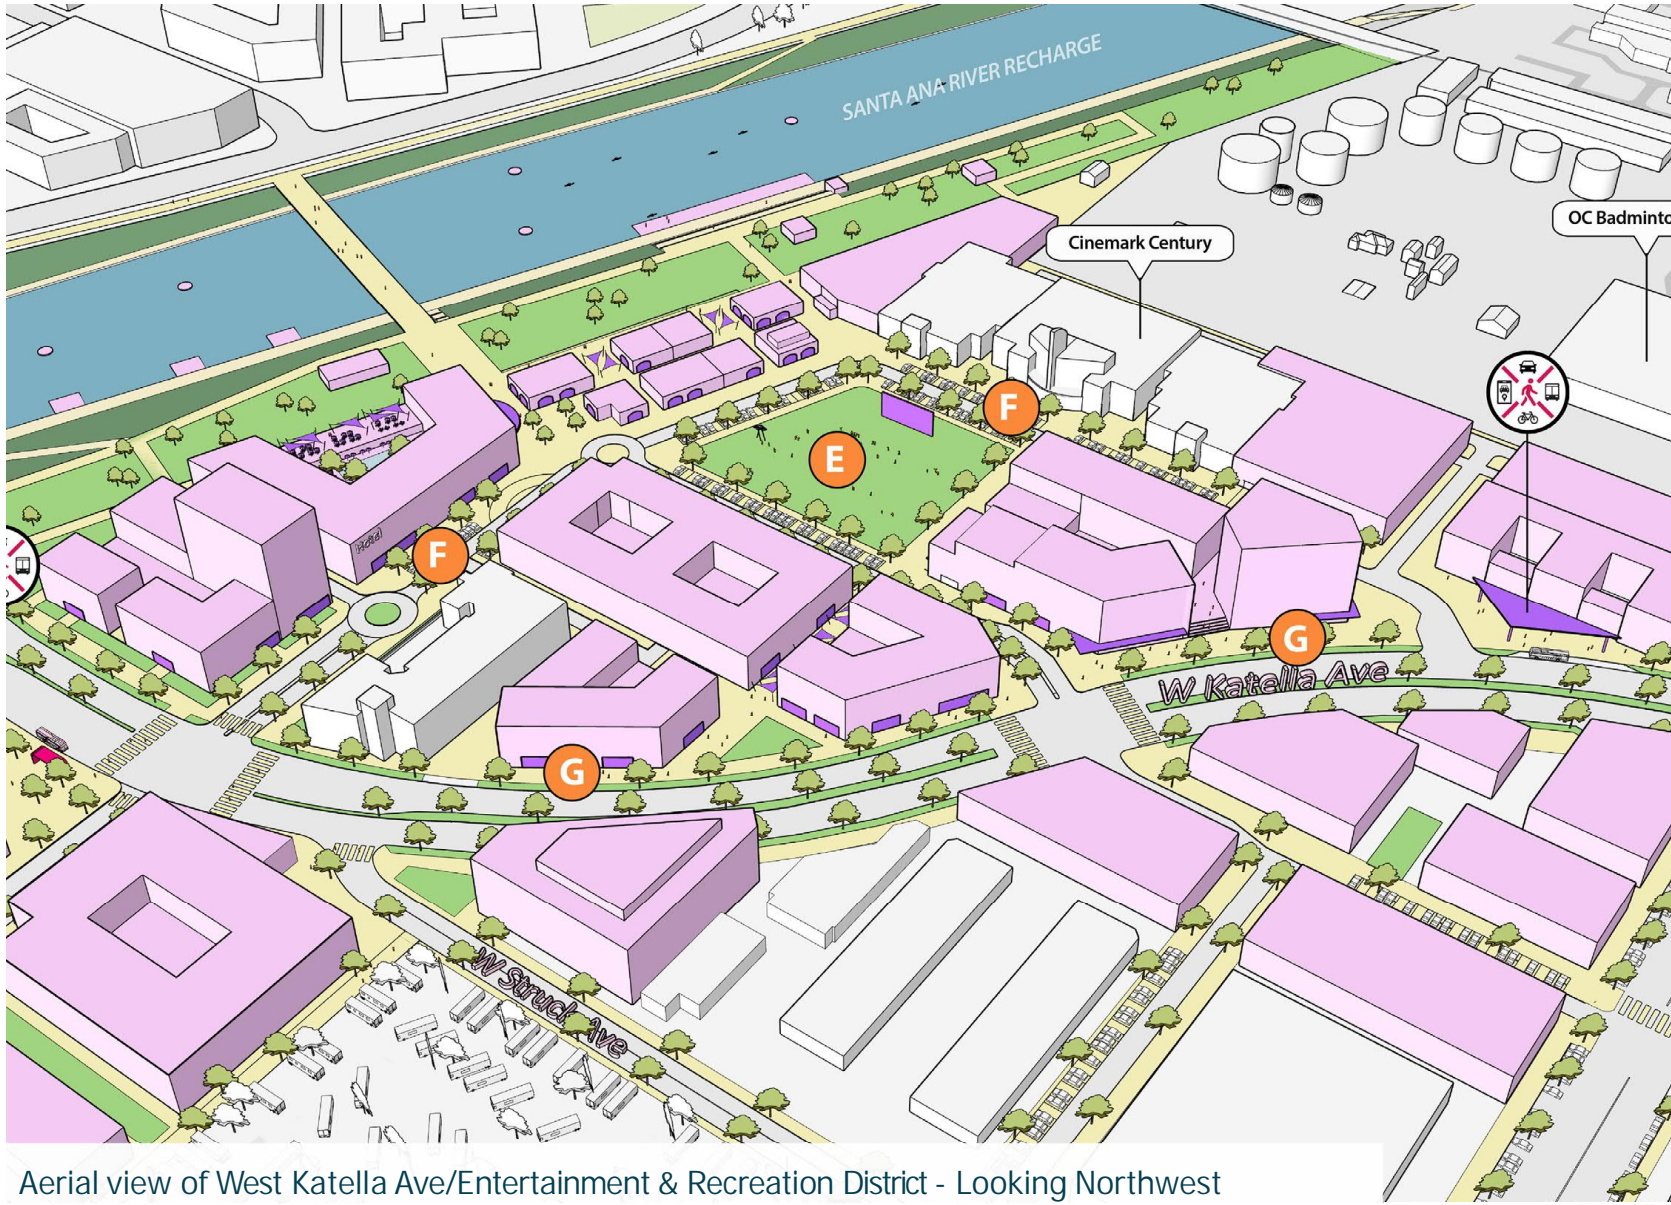 SANTA ANA RIVER RECHARGE
Cinemark Century
OC Badminto
F
E
Hotel
F
G
W Katella Ave
G
W Struck Ave
Aerial view of West Katella Ave/Entertainment & Recreation District - Looking Northwest